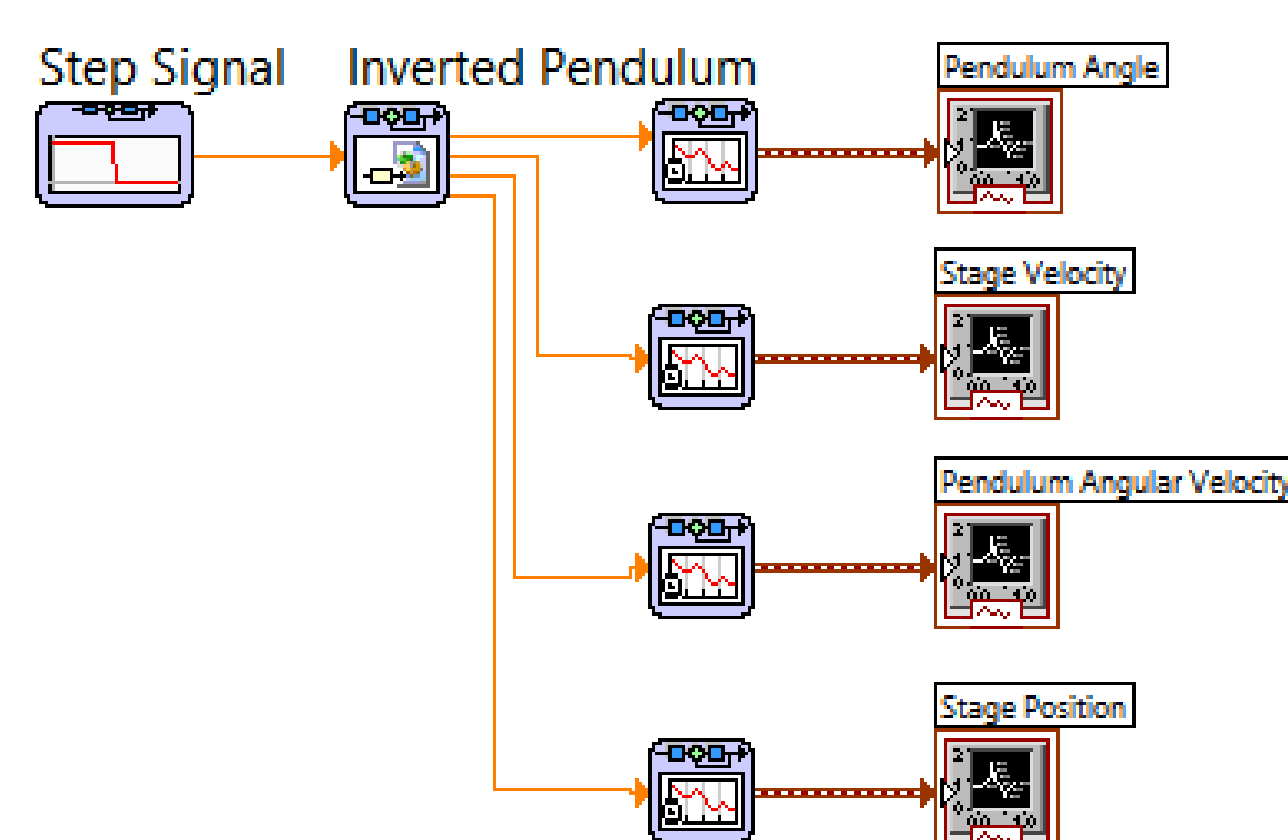 Step Signal
Inverted Pendulum
Pendulum Angle
Stage Velocity
Pendulum Angular Velocity
Stage Position